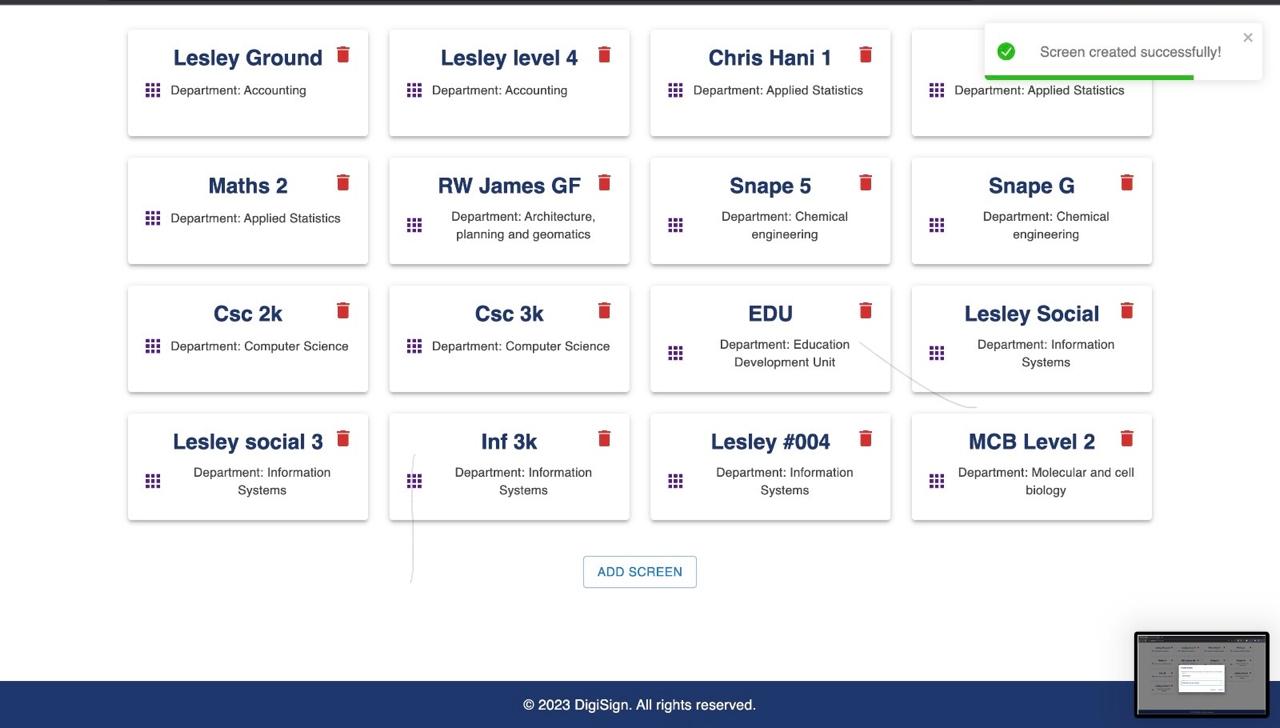 Lesley Ground
Department: Accounting
Lesley level 4
Department: Accounting
Chris Hani 1
Department: Applied Statistics
Screen created successfully!
Department: Applied Statistics
Maths 2
Department: Applied Statistics
RW James GF
Department: Architecture,
planning and geomatics
Snape 5
Department: Chemical
engineering
Snape G
Department: Chemical
engineering
Csc 2k
Department: Computer Science
Csc 3k
Department: Computer Science
EDU
Department: Education
Development Unit
Lesley Social
Department: Information
Systems
Lesley social 3
Department: Information
Systems
Inf 3k
Department: Information
Systems
Lesley #004
Department: Information
Systems
MCB Level 2
Department: Molecular and cell
biology
ADD SCREEN
© 2023 DigiSign. All rights reserved.